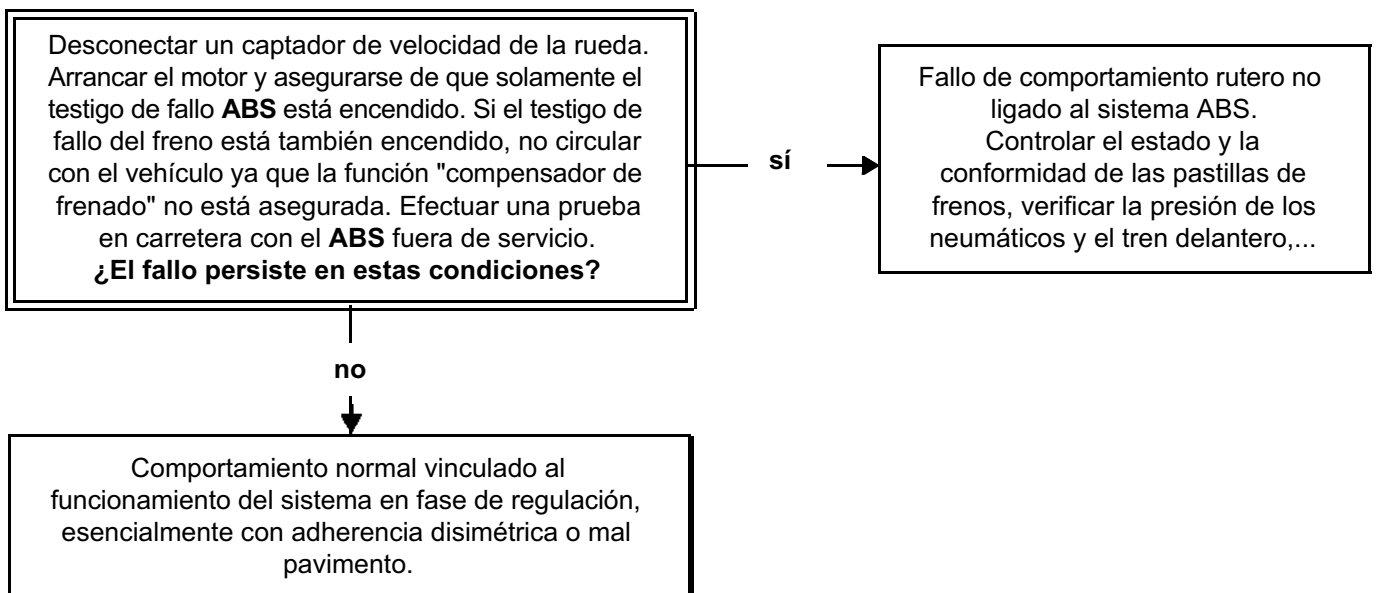 Desconectar un captador de velocidad de la rueda.
Arrancar el motor y asegurarse de que solamente el
testigo de fallo ABS está encendido. Si el testigo de
fallo del freno está también encendido, no circular
con el vehículo ya que la función "compensador de
frenado" no está asegurada. Efectuar una prueba
en carretera con el ABS fuera de servicio.
¿El fallo persiste en estas condiciones?
sí
Fallo de comportamiento rutero no
ligado al sistema ABS.
Controlar el estado y la
conformidad de las pastillas de
frenos, verificar la presión de los
neumáticos y el tren delantero,...
no
Comportamiento normal vinculado al
funcionamiento del sistema en fase de regulación,
esencialmente con adherencia disimétrica o mal
pavimento.